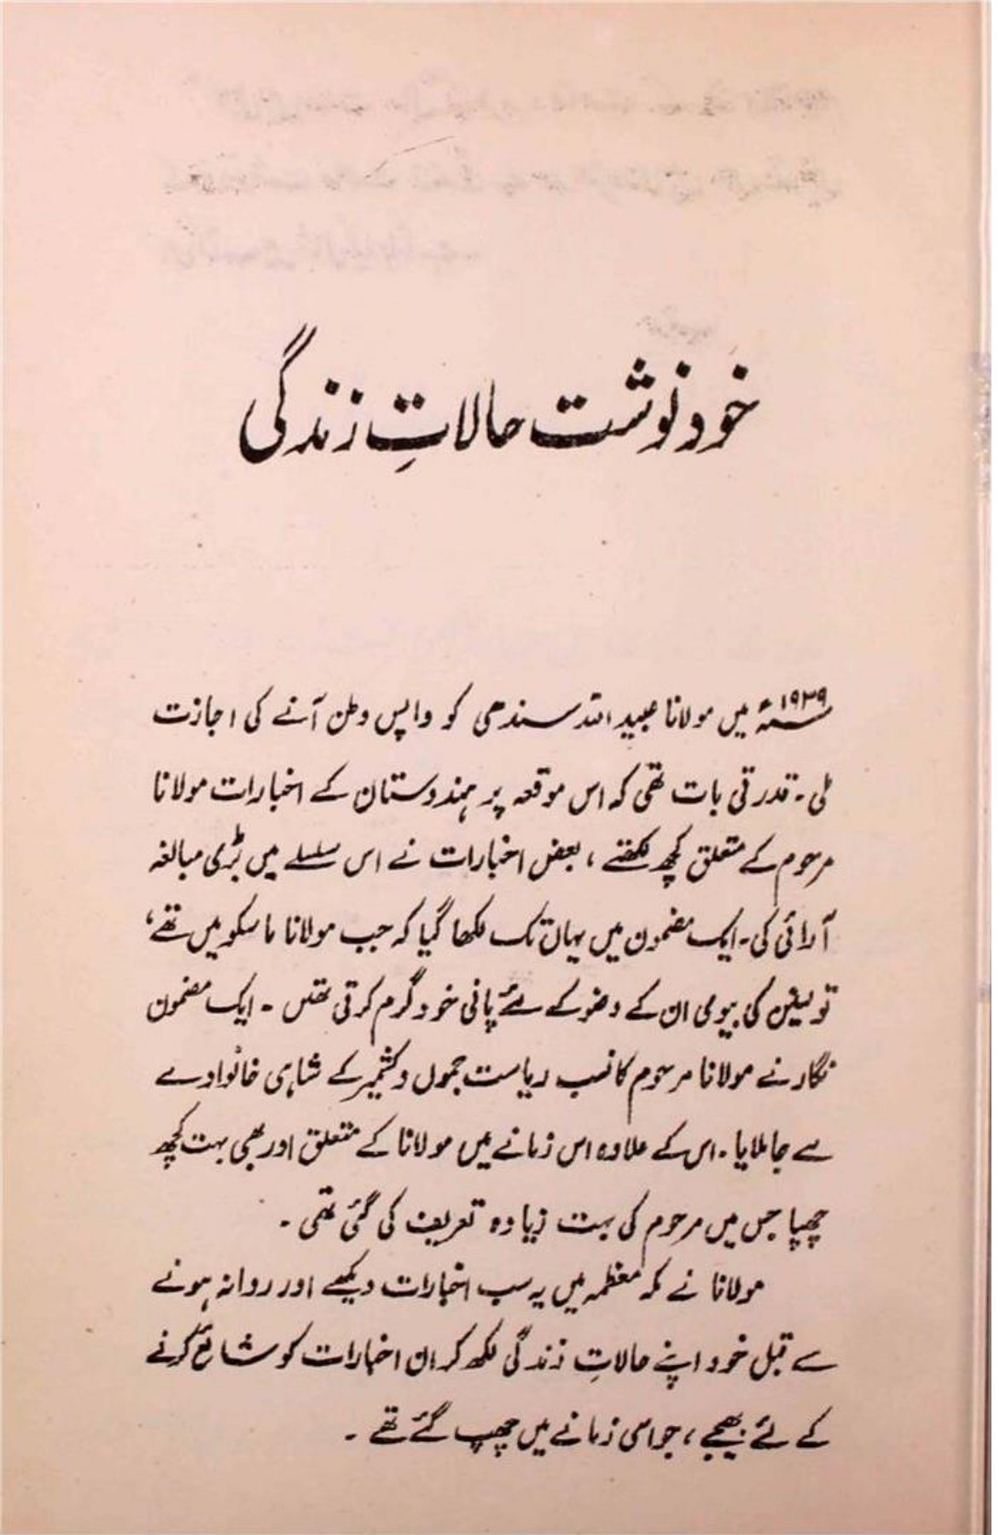 خود نوشت حالاتِ زندگی
۱۹۳۹ء میں مولانا عبید اللہ سندھی کو واپس وطن آنے کی اجازت
ملی۔ قدرتی بات تھی کہ اس موقعہ پر ہندوستان کے اخبارات مولانا
مرحوم کے متعلق کچھ لکھتے ، بعض اخبارات نے اس سلسلے میں بڑی مبالغہ
آرائی کی۔ ایک مضمون میں یہاں تک لکھا گیا کہ جب مولانا ماسکو میں تھے،
تو لینن کی بیوی ان کے وضو کے لئے پانی خود گرم کرتی تھیں ۔ ایک مضمون
نگار نے مولانا مرحوم کا نسب ریاست جموں و کشمیر کے شاہی خانوادے
سے جا ملایا۔ اس کے علاوہ اس زمانے میں مولانا کے متعلق اور بھی بہت کچھ
چھپا جس میں مرحوم کی بہت زیادہ تعریف کی گئی تھی ۔
مولانا نے مکہ معظمہ میں یہ سب اخبارات دیکھے اور روانہ ہونے
سے قبل خود اپنے حالاتِ زندگی لکھ کر ان اخبارات کو شائع کرنے
کے لئے بھیجے ، جو اسی زمانے میں چھپ گئے تھے ۔